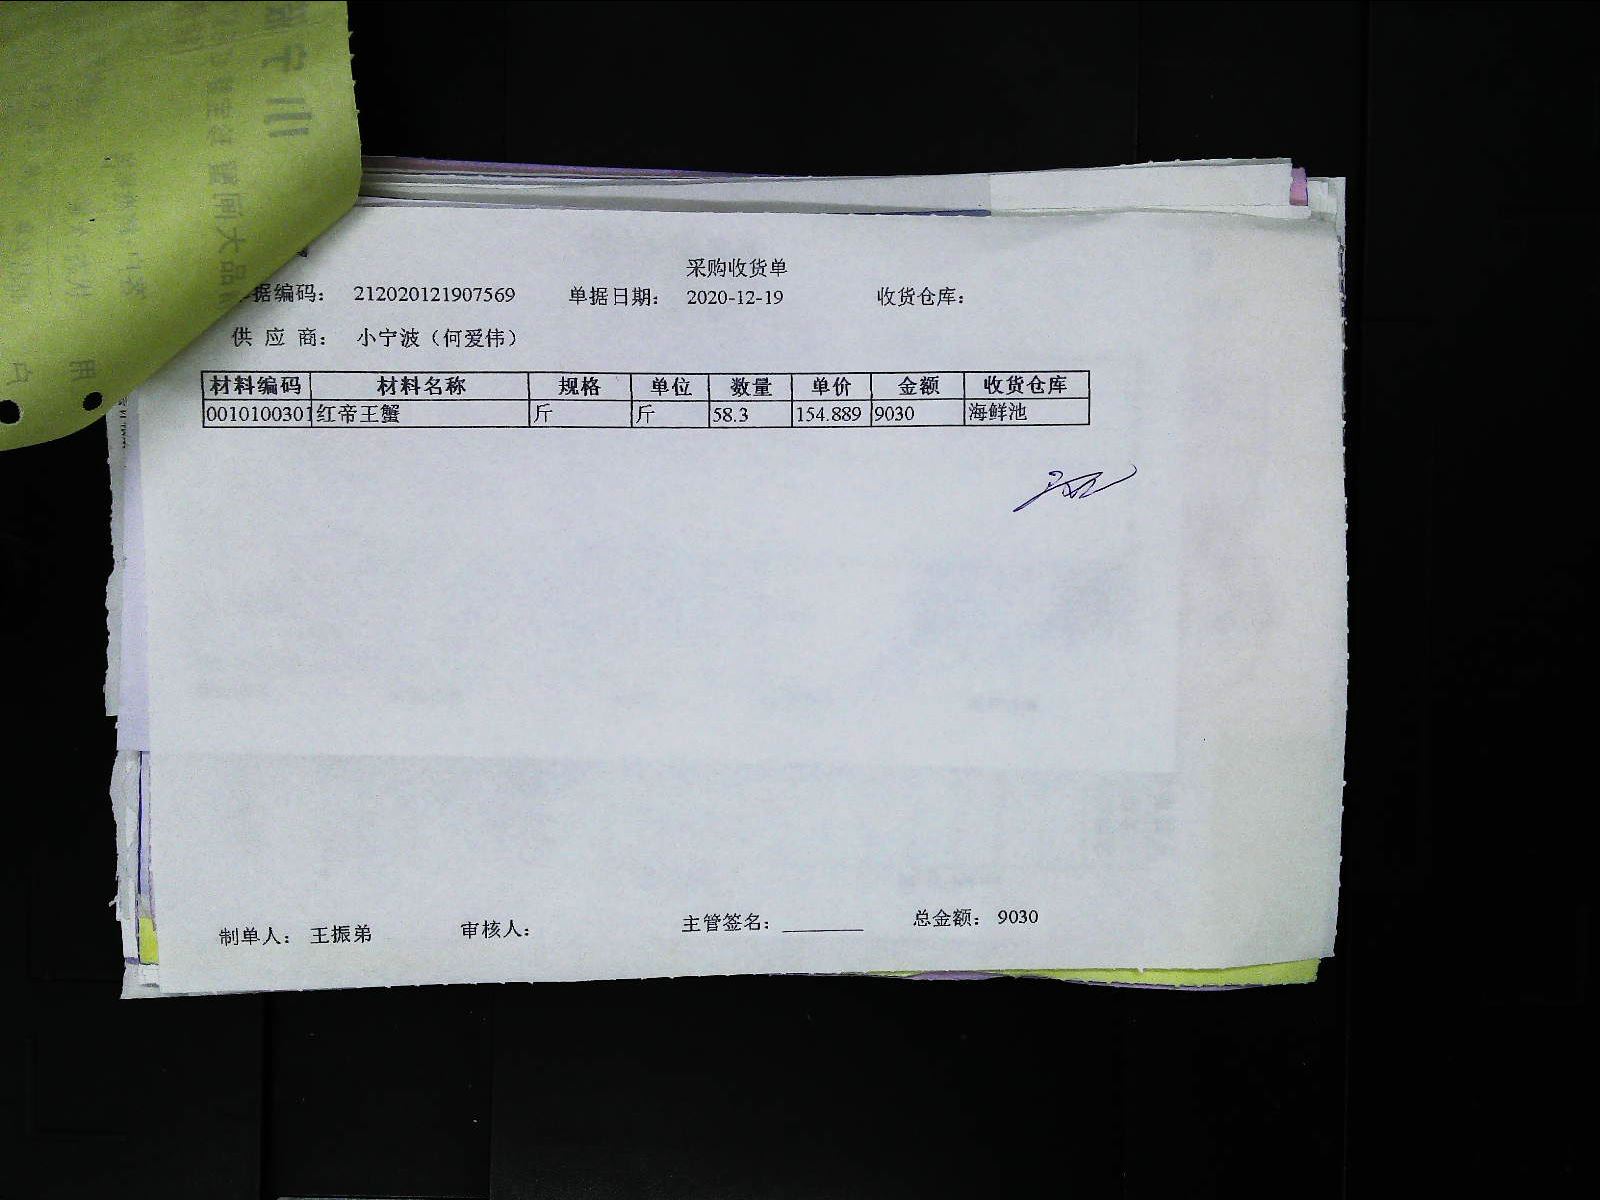 采购收货单
据编码： 212020121907569 单据日期： 2020-12-19 收货仓库：
供 应 商： 小宁波（何爱伟）
材料编码 材料名称 规格 单位 数量 单价 金额 收货仓库
0010100301 红帝王蟹 斤 斤 58.3 154.889 9030 海鲜池
制单人： 王振弟 审核人： 主管签名： 总金额： 9030